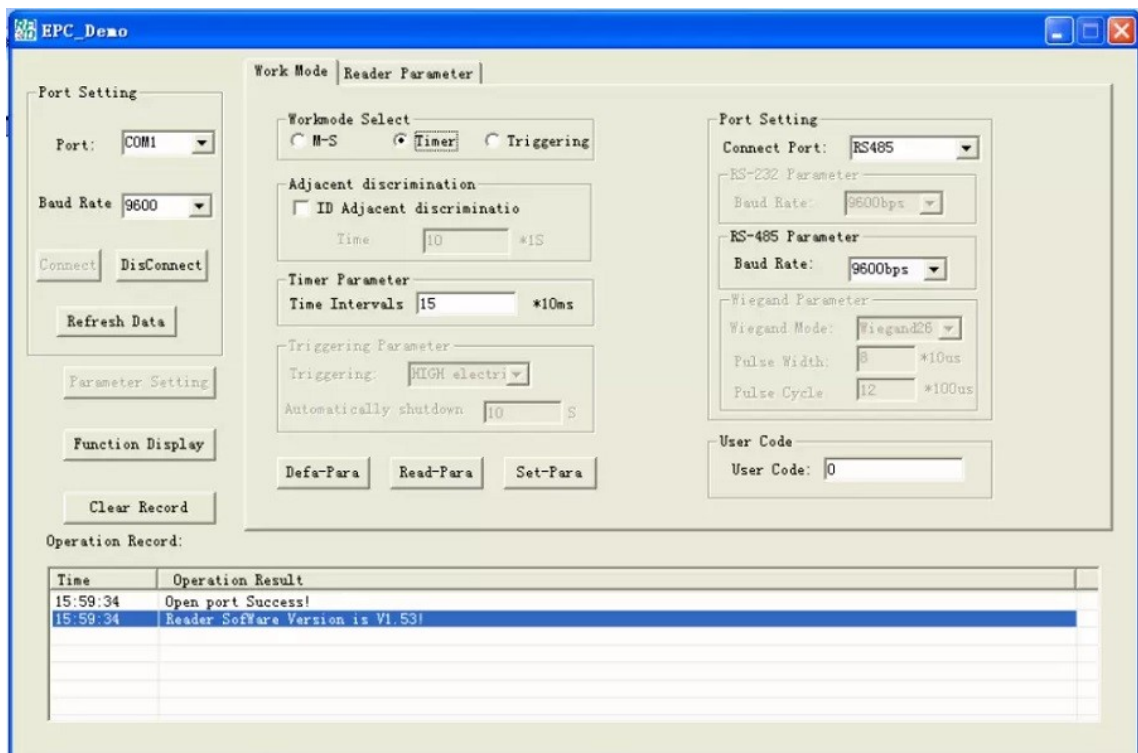 EPC_Demo
Work Mode Reader Parameter
Port Setting
Port: COM1
Baud Rate 9600
Connect DisConnect
Refresh Data
Parameter Setting
Function Display
Clear Record
Workmode Select
M-S Timer Triggering
Adjacent discrimination
ID Adjacent discriminatio
Time 10 *1S
Timer Parameter
Time Intervals 15 *10ms
Triggering Parameter
Triggering: HIGH electri
Automatically shutdown 10 S
Defa-Para Read-Para Set-Para
Port Setting
Connect Port: RS485
RS-232 Parameter
Baud Rate: 9600bps
RS-485 Parameter
Baud Rate: 9600bps
Wiegand Parameter
Wiegand Mode: Wiegand26
Pulse Width: 8 *10us
Pulse Cycle 12 *100us
User Code
User Code: 0
Operation Record:
Time Operation Result
15:59:34 Open port Success!
15:59:34 Reader SofWare Version is V1.53!